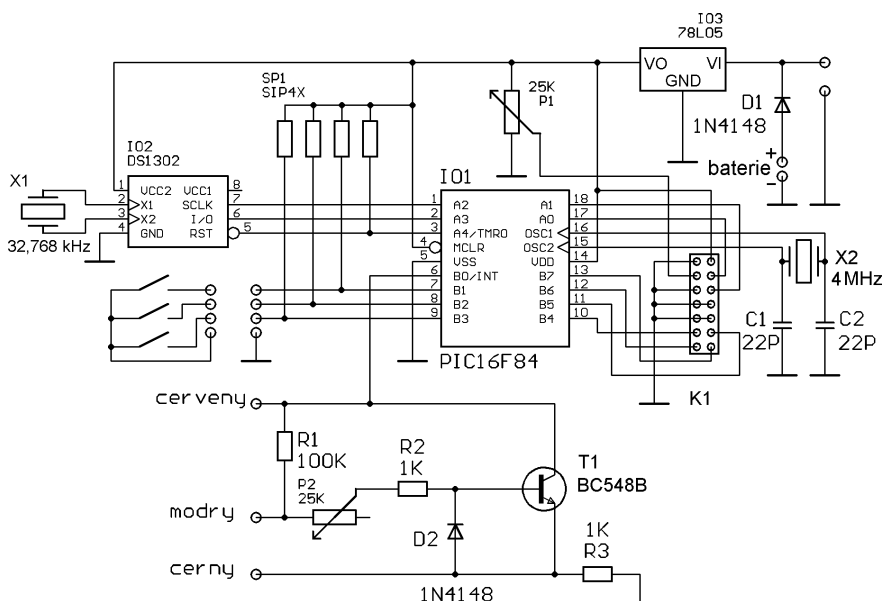 IO3
78L05
VO VI
GND
D1
1N4148
+
baterie
-
25K
P1
SP1
SIP4X
IO2
DS1302
X1
32,768 kHz
1 VCC2 VCC1 8
2 X1 SCLK 7
3 X2 I/O 6
4 GND RST 5
IO1
1 A2 A1 18
2 A3 A0 17
3 A4/TMRO OSC1 16
4 MCLR OSC2 15
5 VSS VDD 14
6 B0/INT B7 13
7 B1 B6 12
8 B2 B5 11
9 B3 B4 10
PIC16F84
X2
4MHz
C1
22P
C2
22P
K1
cerveny
R1
100K
P2
25K
R2
1K
T1
BC548B
modry
D2
1K
R3
cerny
1N4148